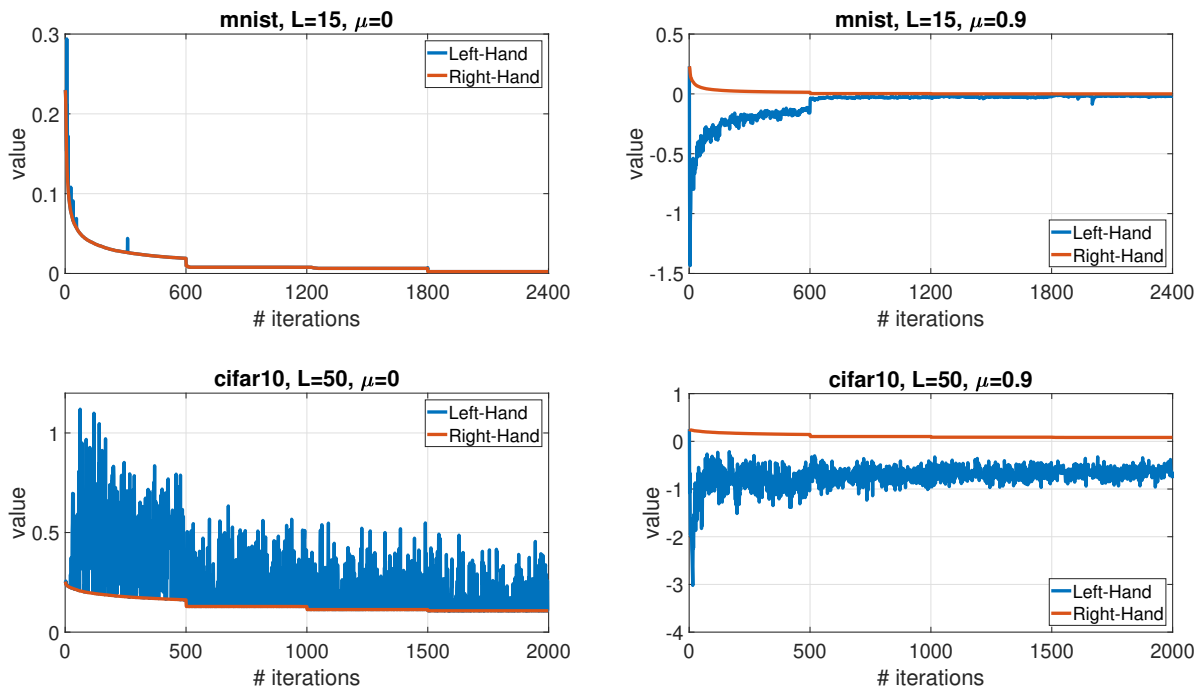 mnist, L=15, μ=0
0.3
0.2
0.1
0
value
Left-Hand
Right-Hand
0 600 1200 1800 2400
# iterations
mnist, L=15, μ=0.9
0.5
0
-0.5
-1
-1.5
value
Left-Hand
Right-Hand
0 600 1200 1800 2400
# iterations
cifar10, L=50, μ=0
1
0.5
0
value
Left-Hand
Right-Hand
0 500 1000 1500 2000
# iterations
cifar10, L=50, μ=0.9
1
0
-1
-2
-3
-4
value
Left-Hand
Right-Hand
0 500 1000 1500 2000
# iterations